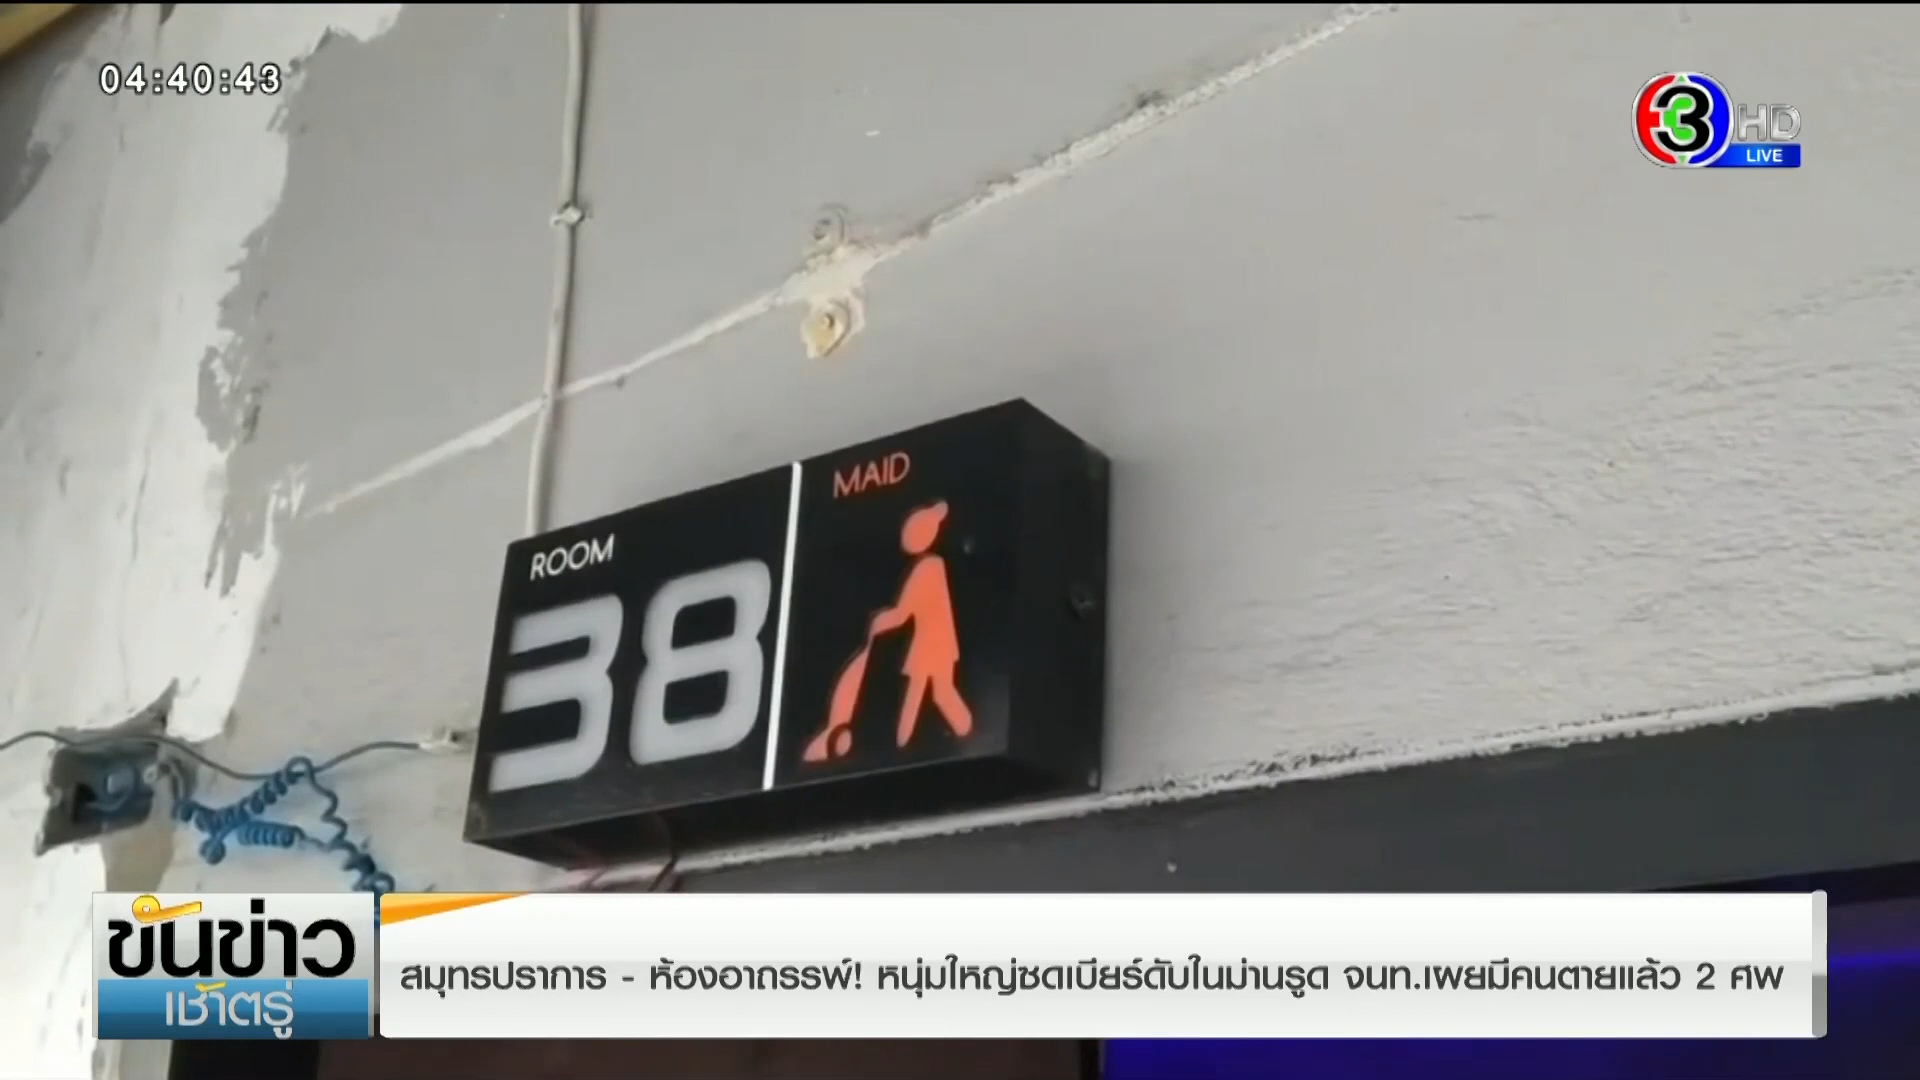 04:40:43
3 HD
LIVE
MAID
ROOM
38
ขันข่าว
เช้าตรู่
สมุทรปราการ - ห้องอาถรรพ์! หนุ่มใหญ่ซดเบียร์ดับในม่านรูด จนท.เผยมีคนตายแล้ว 2 ศพ